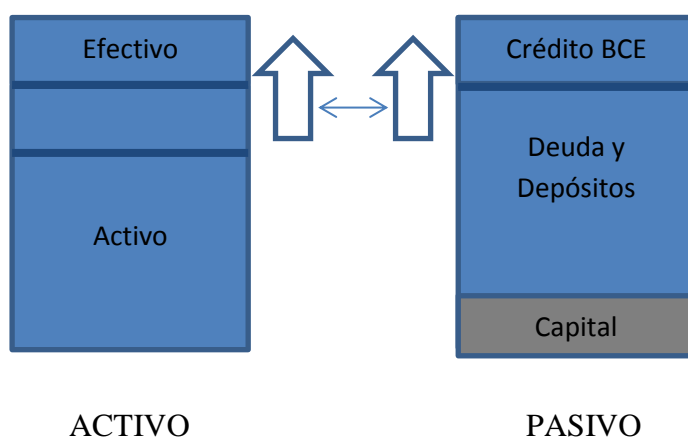 Efectivo
Crédito BCE
Deuda y
Depósitos
Activo
Capital
ACTIVO
PASIVO